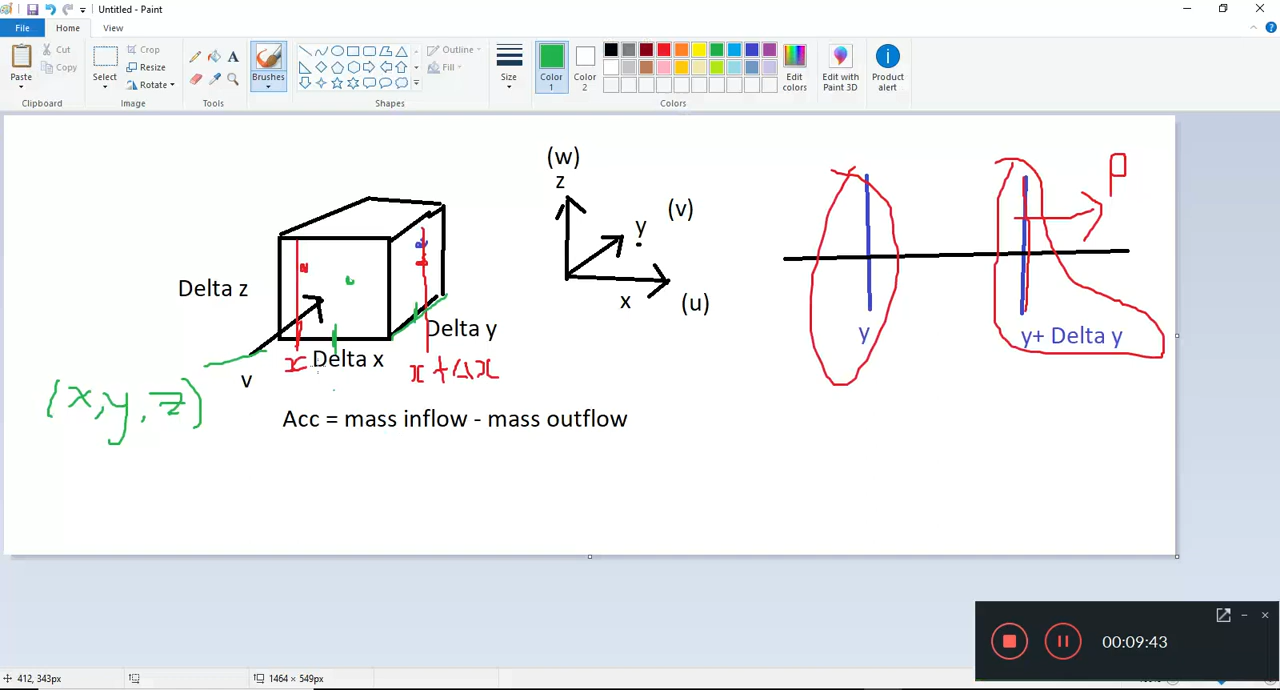 Untitled - Paint
File
Home
View
Paste
Cut
Copy
Clipboard
Select
Crop
Resize
Rotate
Image
A
Tools
Brushes
Outline
Fill
Shapes
Size
Color 1
Color 2
Colors
Edit colors
Edit with Paint 3D
Product alert
(w)
z
y
(v)
x
(u)
Delta z
Delta y
Delta x
v
x
x + Δx
(x, y, z)
Acc = mass inflow - mass outflow
P
y
y+ Delta y
00:09:43
412, 343px
1464 × 549px